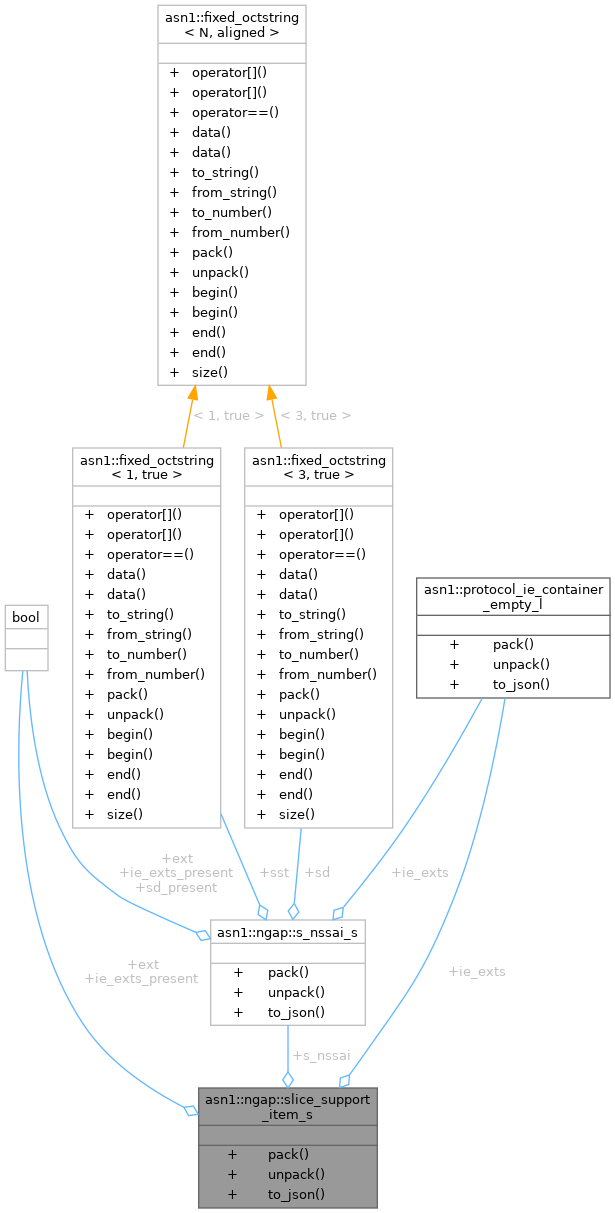 asn1::fixed_octstring
< N, aligned >
+ operator[]()
+ operator[]()
+ operator==()
+ data()
+ data()
+ to_string()
+ from_string()
+ to_number()
+ from_number()
+ pack()
+ unpack()
+ begin()
+ begin()
+ end()
+ end()
+ size()
< 1, true >
< 3, true >
asn1::fixed_octstring
< 1, true >
+ operator[]()
+ operator[]()
+ operator==()
+ data()
+ data()
+ to_string()
+ from_string()
+ to_number()
+ from_number()
+ pack()
+ unpack()
+ begin()
+ begin()
+ end()
+ end()
+ size()
asn1::fixed_octstring
< 3, true >
+ operator[]()
+ operator[]()
+ operator==()
+ data()
+ data()
+ to_string()
+ from_string()
+ to_number()
+ from_number()
+ pack()
+ unpack()
+ begin()
+ begin()
+ end()
+ end()
+ size()
asn1::protocol_ie_container
_empty_l
+ pack()
+ unpack()
+ to_json()
bool
+ext
+ie_exts_present
+sd_present
+sst
+sd
+ie_exts
asn1::ngap::s_nssai_s
+ pack()
+ unpack()
+ to_json()
+ext
+ie_exts_present
+ie_exts
+s_nssai
asn1::ngap::slice_support
_item_s
+ pack()
+ unpack()
+ to_json()